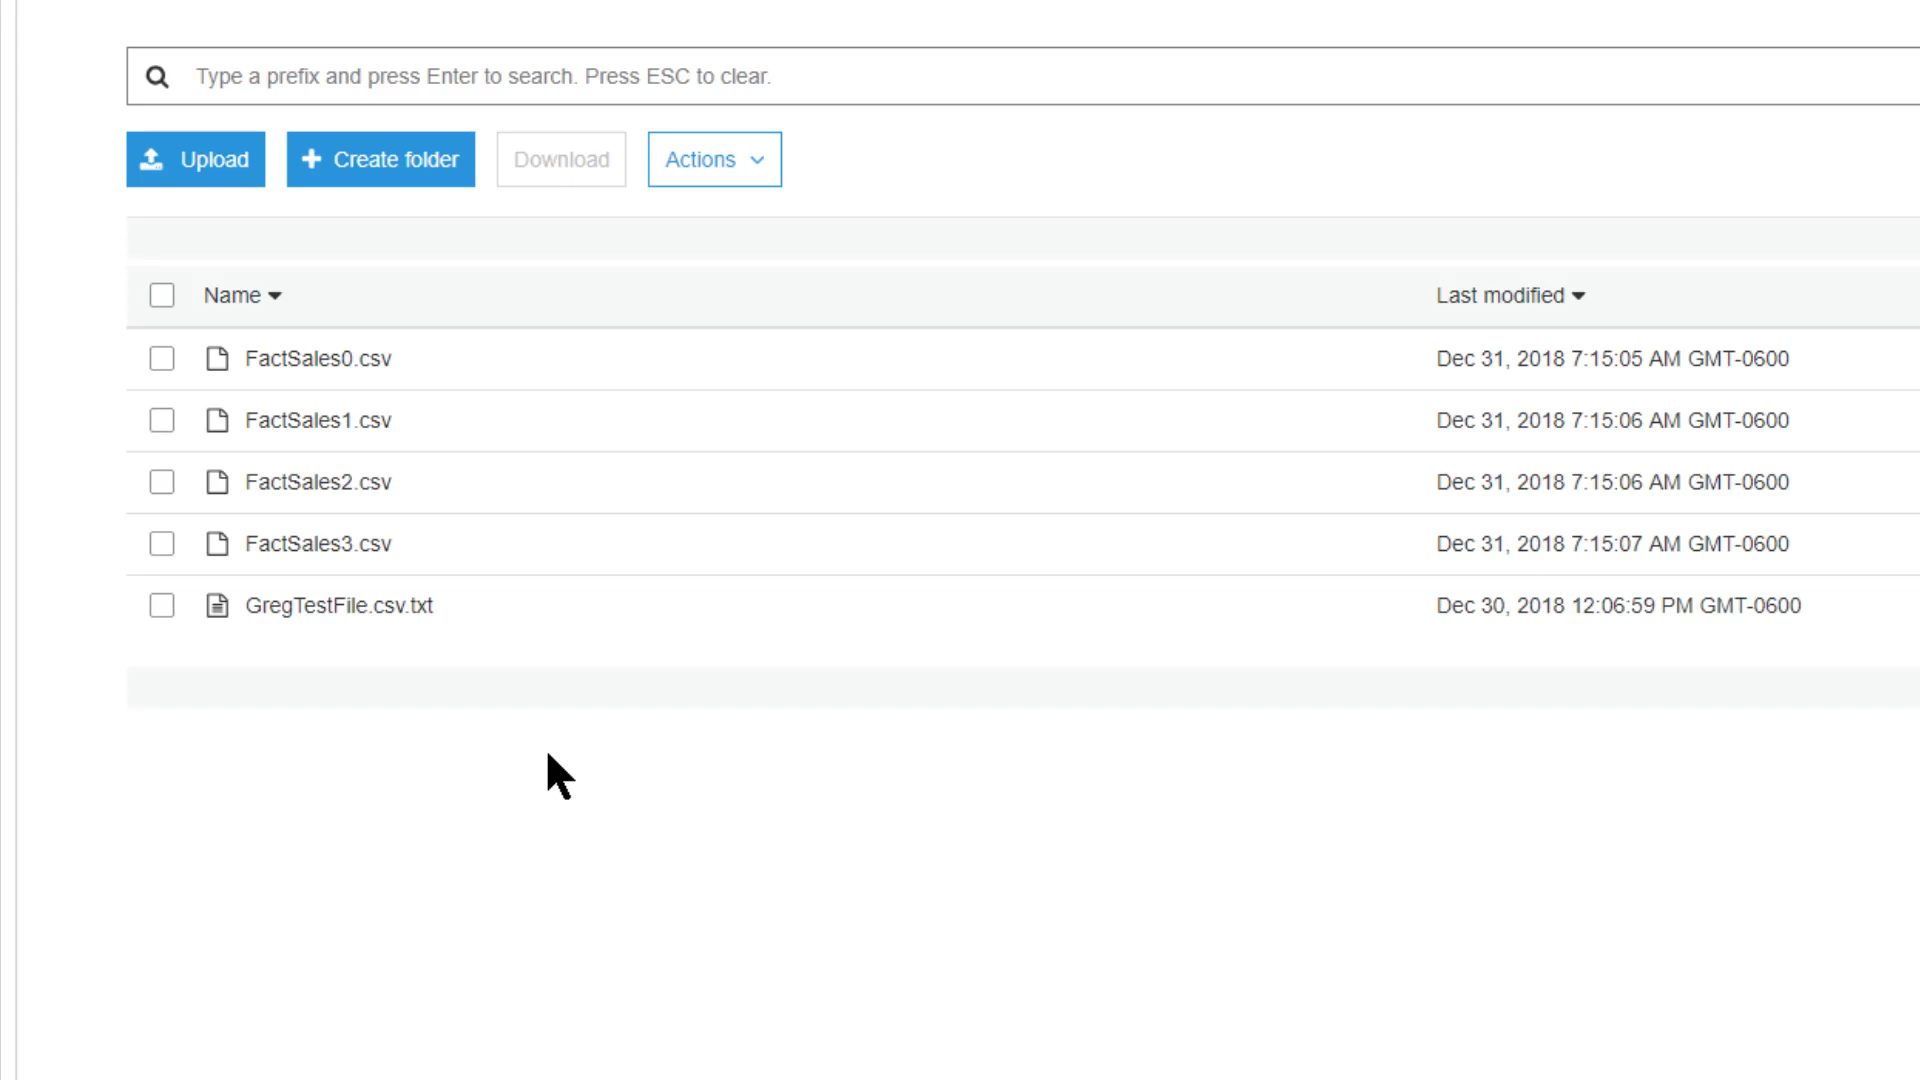 Type a prefix and press Enter to search. Press ESC to clear.
Upload
Create folder
Download
Actions
Name
Last modified
FactSales0.csv
Dec 31, 2018 7:15:05 AM GMT-0600
FactSales1.csv
Dec 31, 2018 7:15:06 AM GMT-0600
FactSales2.csv
Dec 31, 2018 7:15:06 AM GMT-0600
FactSales3.csv
Dec 31, 2018 7:15:07 AM GMT-0600
GregTestFile.csv.txt
Dec 30, 2018 12:06:59 PM GMT-0600